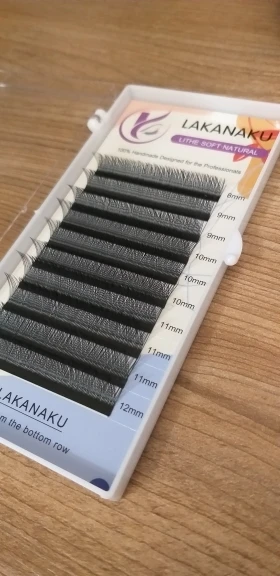 LAKANAKU
LITHE SOFT NATURAL
100% Handmade Designed for the Professionals
8mm
9mm
9mm
10mm
10mm
10mm
11mm
11mm
11mm
12mm
LAKANAKU
the bottom row